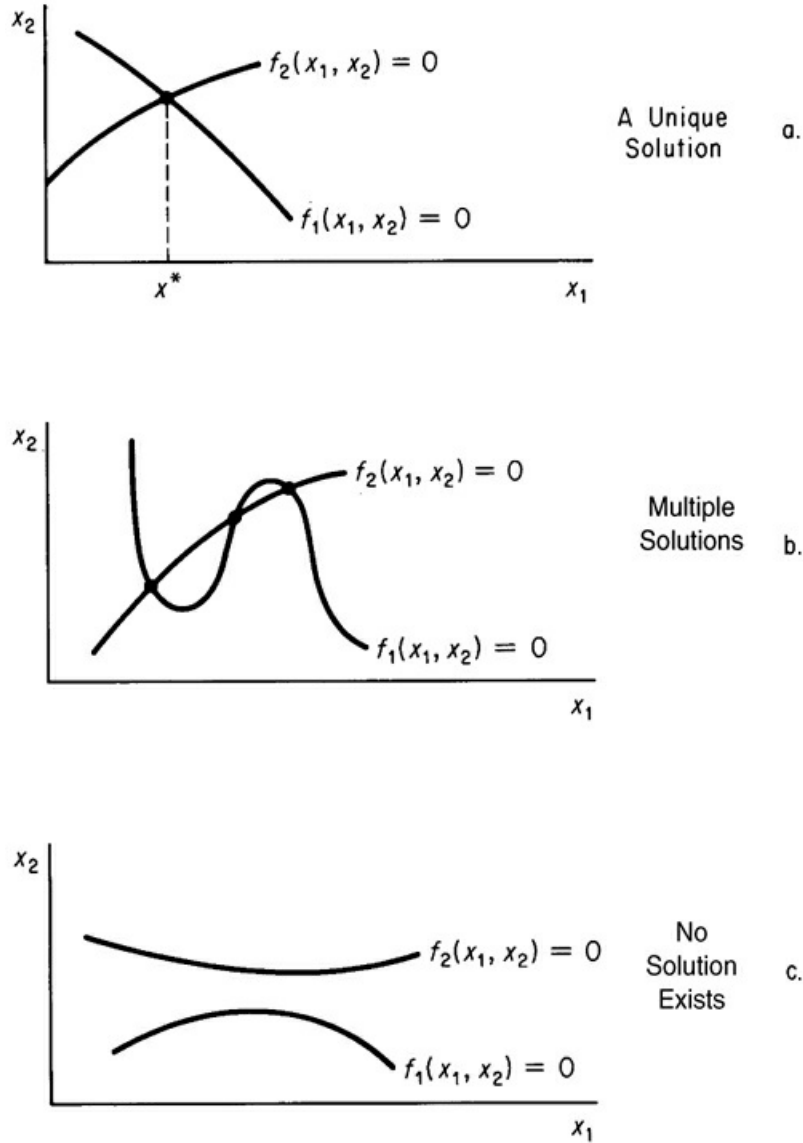 x₂
f₂(x₁, x₂) = 0
A Unique
Solution
a.
f₁(x₁, x₂) = 0
x*
x₁
x₂
f₂(x₁, x₂) = 0
Multiple
Solutions
b.
f₁(x₁, x₂) = 0
x₁
x₂
f₂(x₁, x₂) = 0
No
Solution
Exists
c.
f₁(x₁, x₂) = 0
x₁